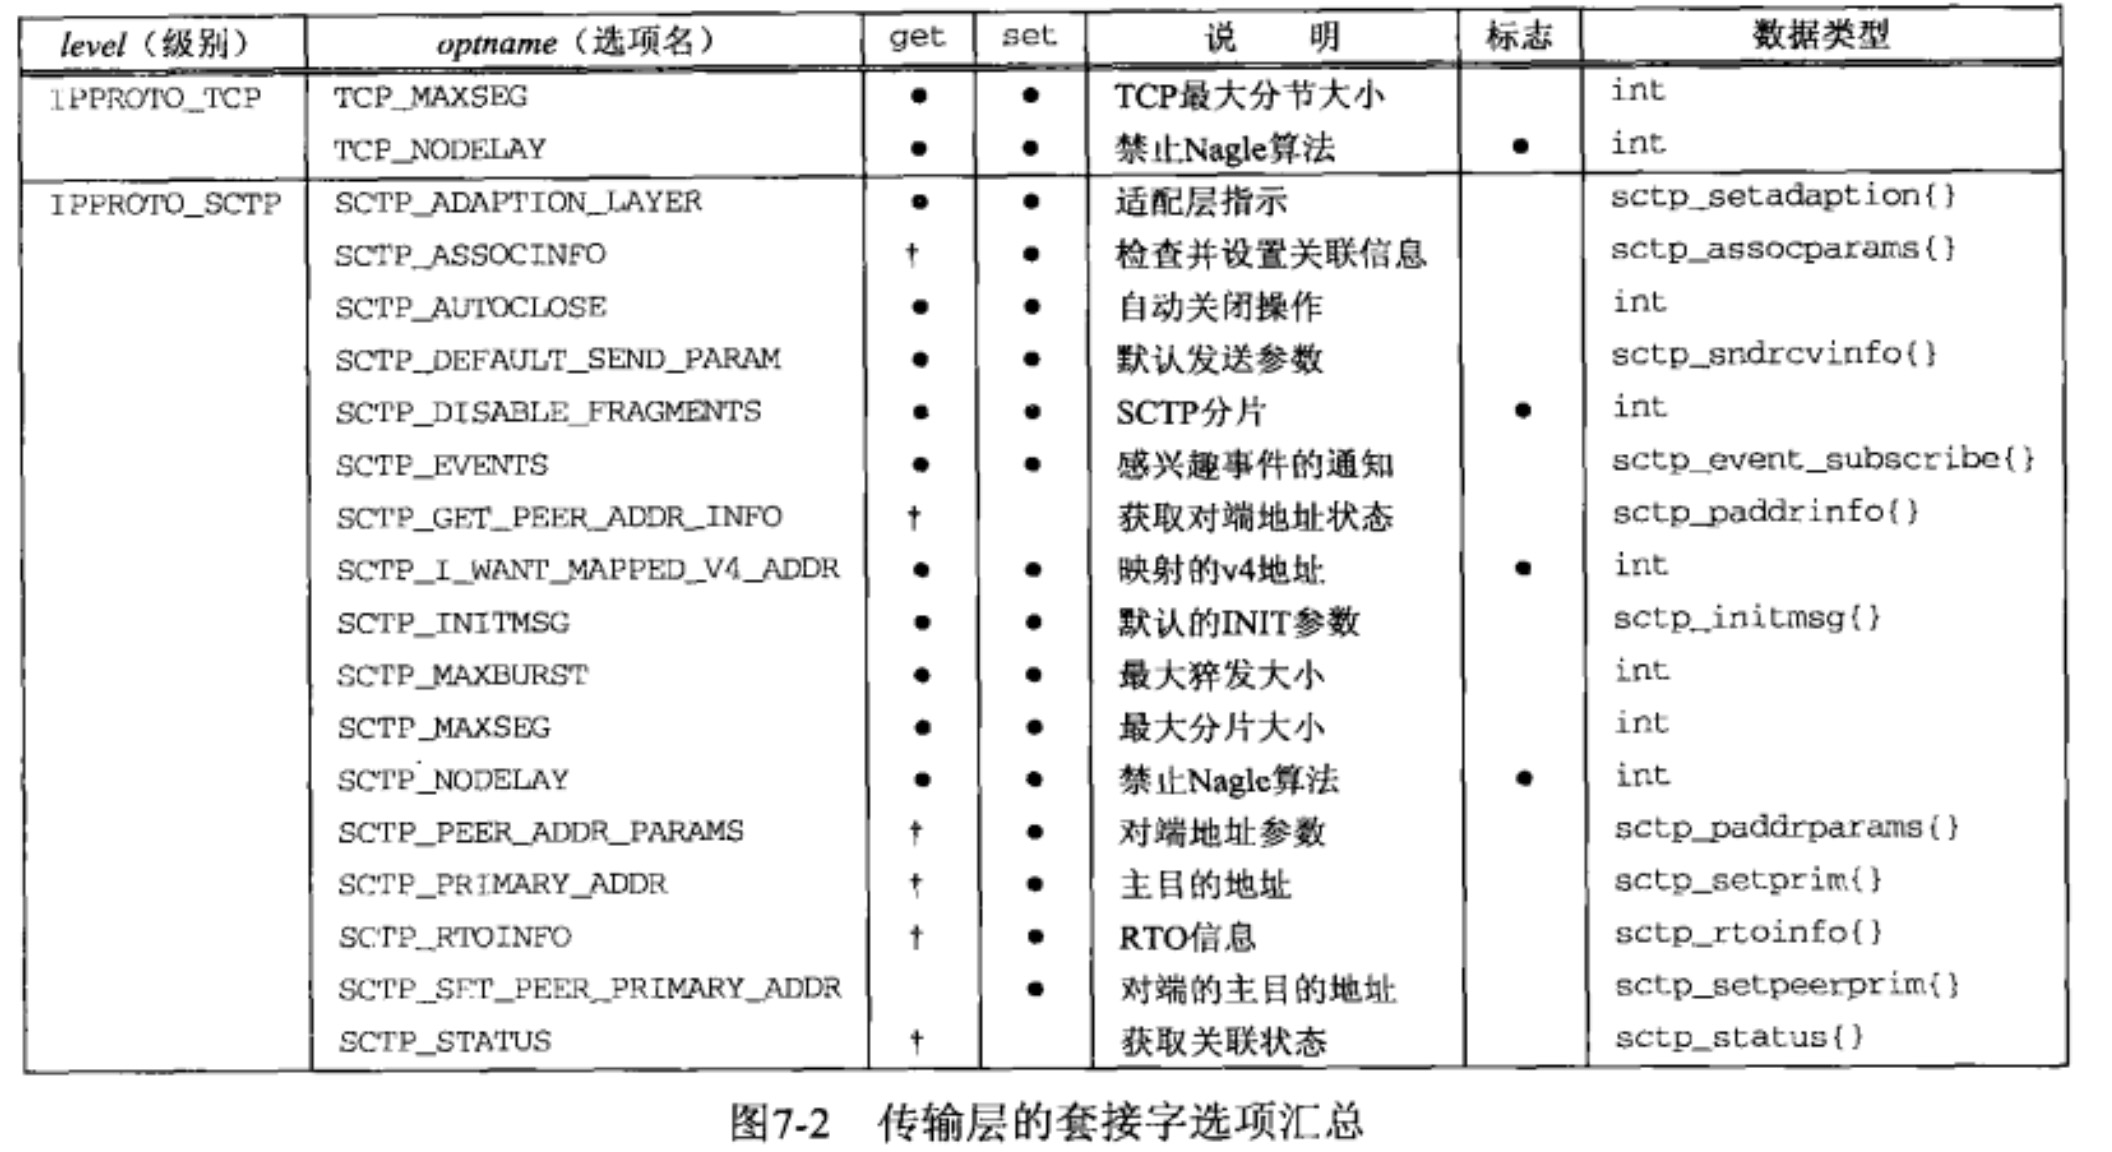 level（级别） optname（选项名） get set 说 明 标志 数据类型
IPPROTO_TCP TCP_MAXSEG ● ● TCP最大分节大小 int
TCP_NODELAY ● ● 禁止Nagle算法 ● int
IPPROTO_SCTP SCTP_ADAPTION_LAYER ● ● 适配层指示 sctp_setadaption{}
SCTP_ASSOCINFO † ● 检查并设置关联信息 sctp_assocparams{}
SCTP_AUTOCLOSE ● ● 自动关闭操作 int
SCTP_DEFAULT_SEND_PARAM ● ● 默认发送参数 sctp_sndrcvinfo{}
SCTP_DISABLE_FRAGMENTS ● ● SCTP分片 ● int
SCTP_EVENTS ● ● 感兴趣事件的通知 sctp_event_subscribe{}
SCTP_GET_PEER_ADDR_INFO † 获取对端地址状态 sctp_paddrinfo{}
SCTP_I_WANT_MAPPED_V4_ADDR ● ● 映射的v4地址 ● int
SCTP_INITMSG ● ● 默认的INIT参数 sctp_initmsg{}
SCTP_MAXBURST ● ● 最大猝发大小 int
SCTP_MAXSEG ● ● 最大分片大小 int
SCTP_NODELAY ● ● 禁止Nagle算法 ● int
SCTP_PEER_ADDR_PARAMS † ● 对端地址参数 sctp_paddrparams{}
SCTP_PRIMARY_ADDR † ● 主目的地址 sctp_setprim{}
SCTP_RTOINFO † ● RTO信息 sctp_rtoinfo{}
SCTP_SET_PEER_PRIMARY_ADDR ● 对端的主目的地址 sctp_setpeerprim{}
SCTP_STATUS † 获取关联状态 sctp_status{}
图7-2 传输层的套接字选项汇总